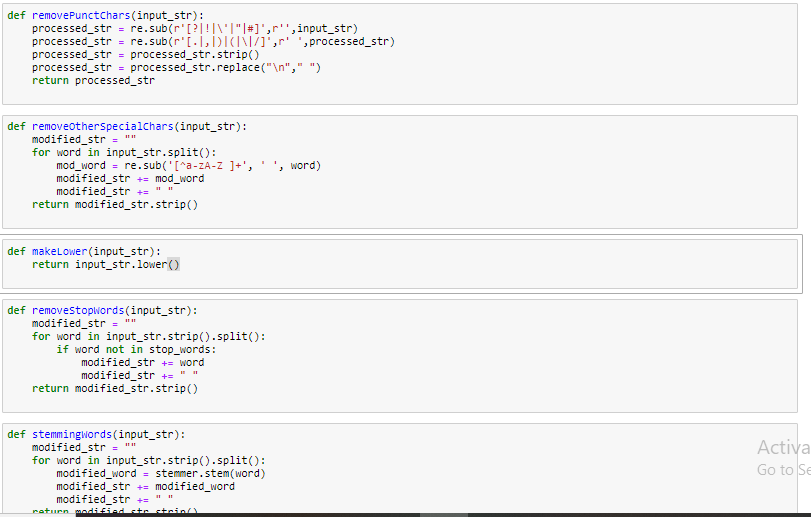 def removePunctChars(input_str):
    processed_str = re.sub(r'[?|!|\'|"|#]',r'',input_str)
    processed_str = re.sub(r'[.|,|)|(|\|/]',r' ',processed_str)
    processed_str = processed_str.strip()
    processed_str = processed_str.replace("\n"," ")
    return processed_str
def removeOtherSpecialChars(input_str):
    modified_str = ""
    for word in input_str.split():
        mod_word = re.sub('[^a-zA-Z ]+', ' ', word)
        modified_str += mod_word
        modified_str += " "
    return modified_str.strip()
def makeLower(input_str):
    return input_str.lower()
def removeStopWords(input_str):
    modified_str = ""
    for word in input_str.strip().split():
        if word not in stop_words:
            modified_str += word
            modified_str += " "
    return modified_str.strip()
def stemmingWords(input_str):
    modified_str = ""
    for word in input_str.strip().split():
        modified_word = stemmer.stem(word)
        modified_str += modified_word
        modified_str += " "
    return modified_str.strip()
Activa
Go to Se